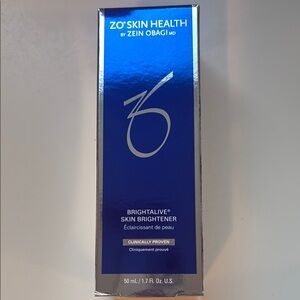 ZO® SKIN HEALTH
BY ZEIN OBAGI MD
BRIGHTALIVE®
SKIN BRIGHTENER
Éclaircissant de peau
CLINICALLY PROVEN
Cliniquement prouvé
50 mL / 1.7 Fl. Oz. U.S.